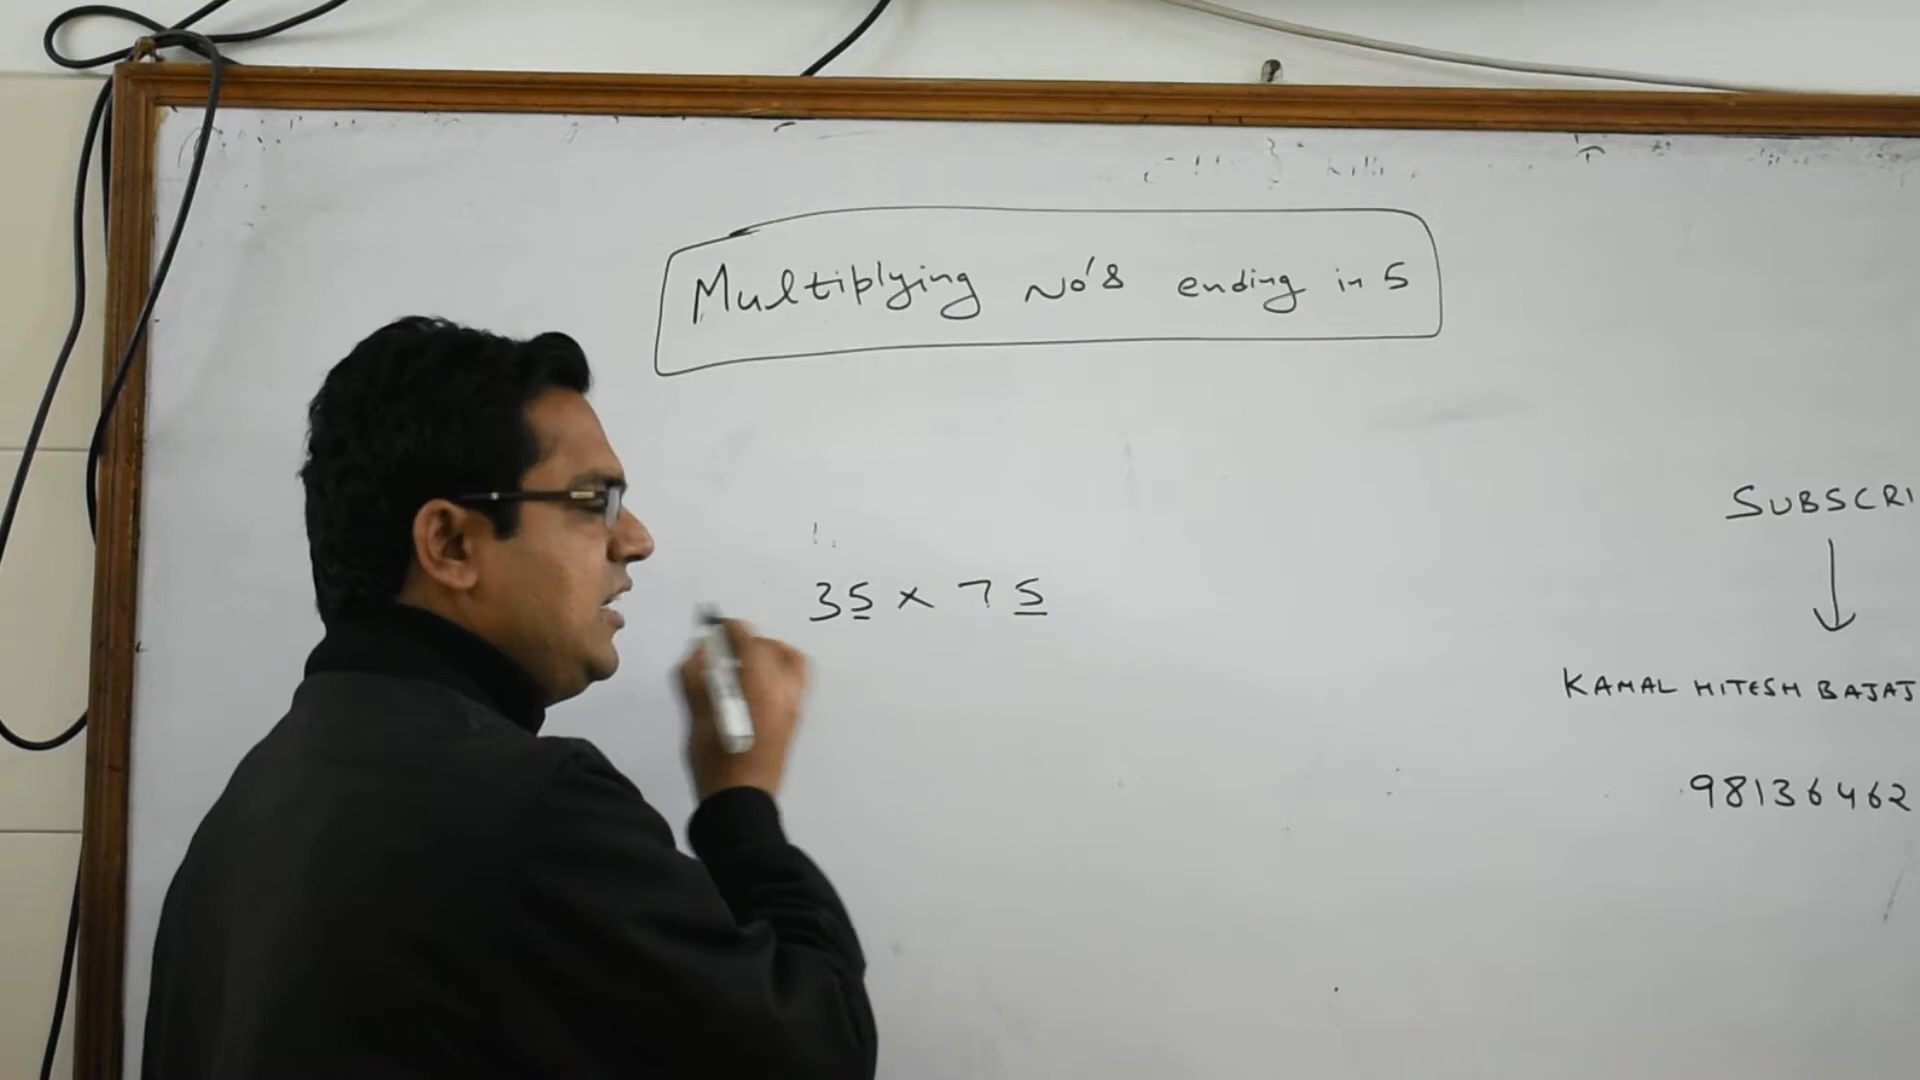 Multiplying No's ending in 5
35 x 75
SUBSCRI
KAMAL HITESH BAJAJ
98136462